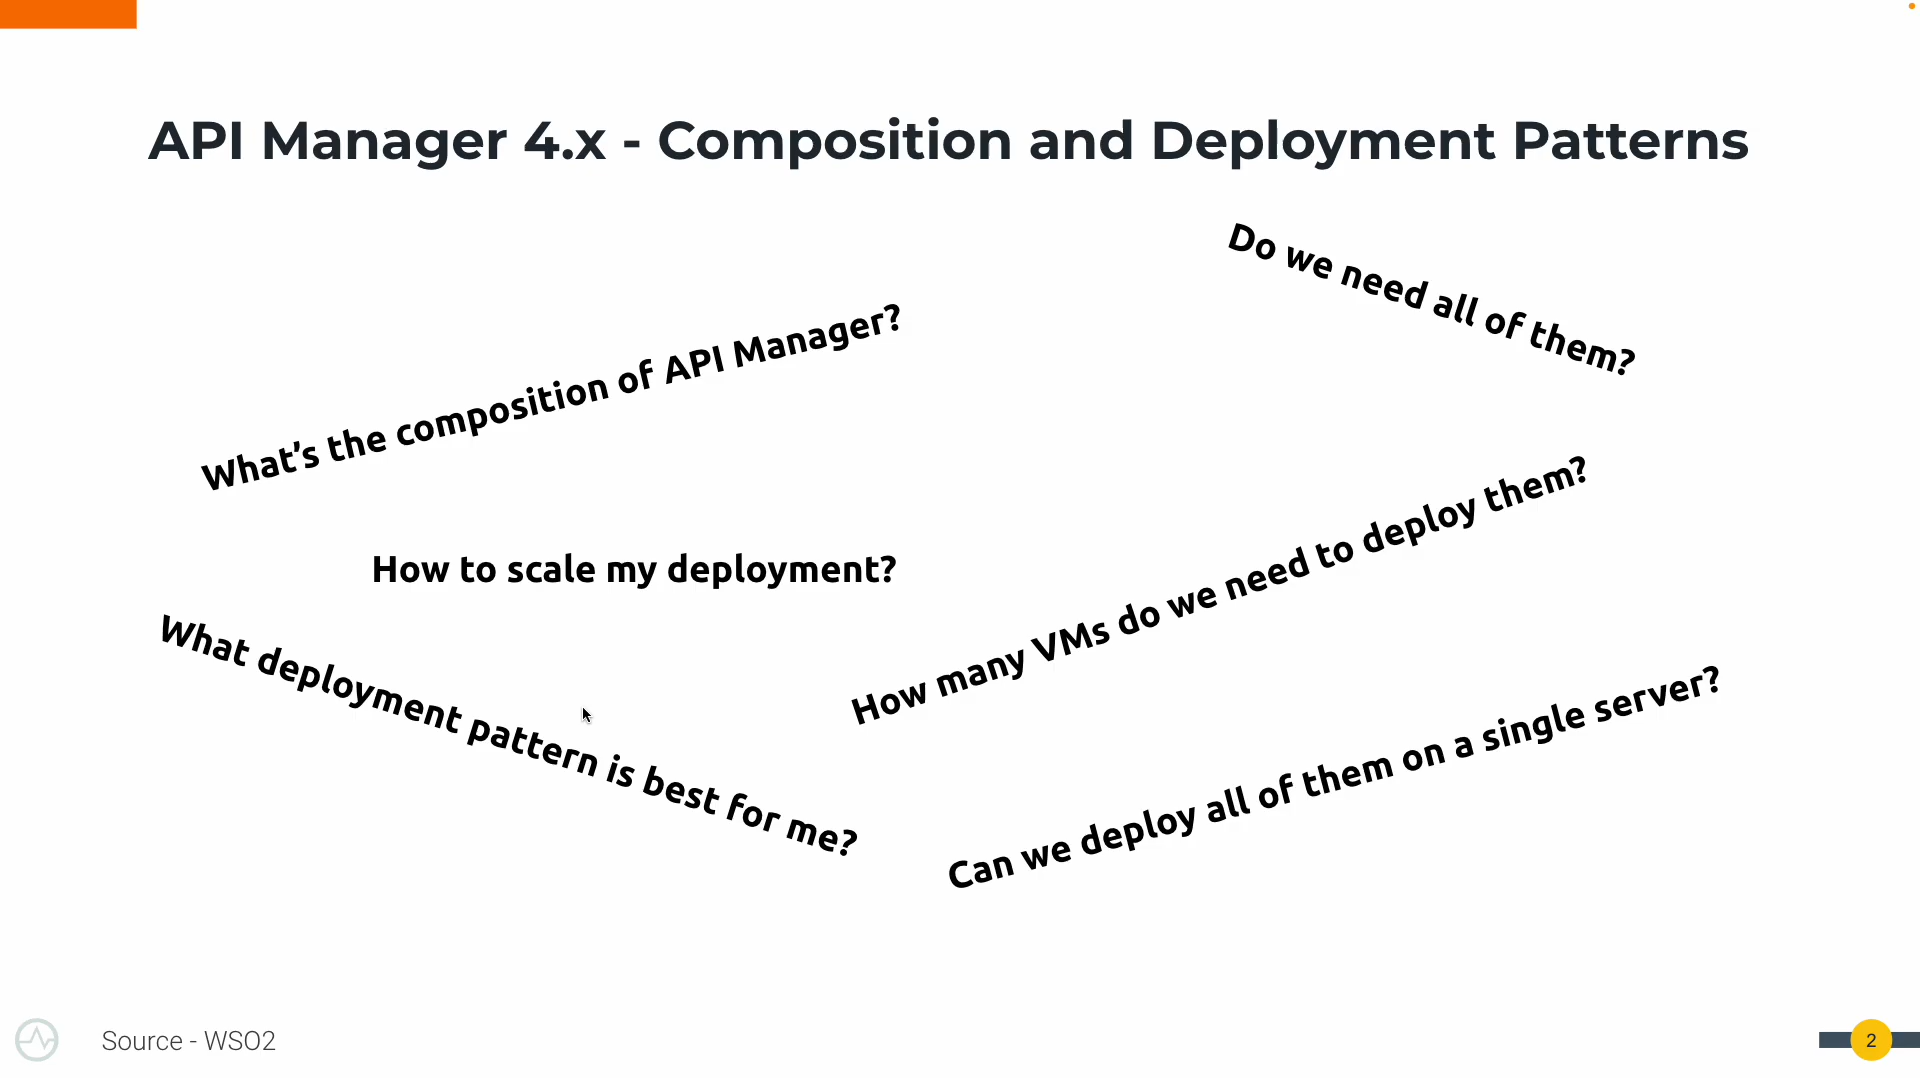 API Manager 4.x - Composition and Deployment Patterns
Do we need all of them?
What's the composition of API Manager?
How to scale my deployment?
How many VMs do we need to deploy them?
What deployment pattern is best for me?
Can we deploy all of them on a single server?
Source - WSO2
2